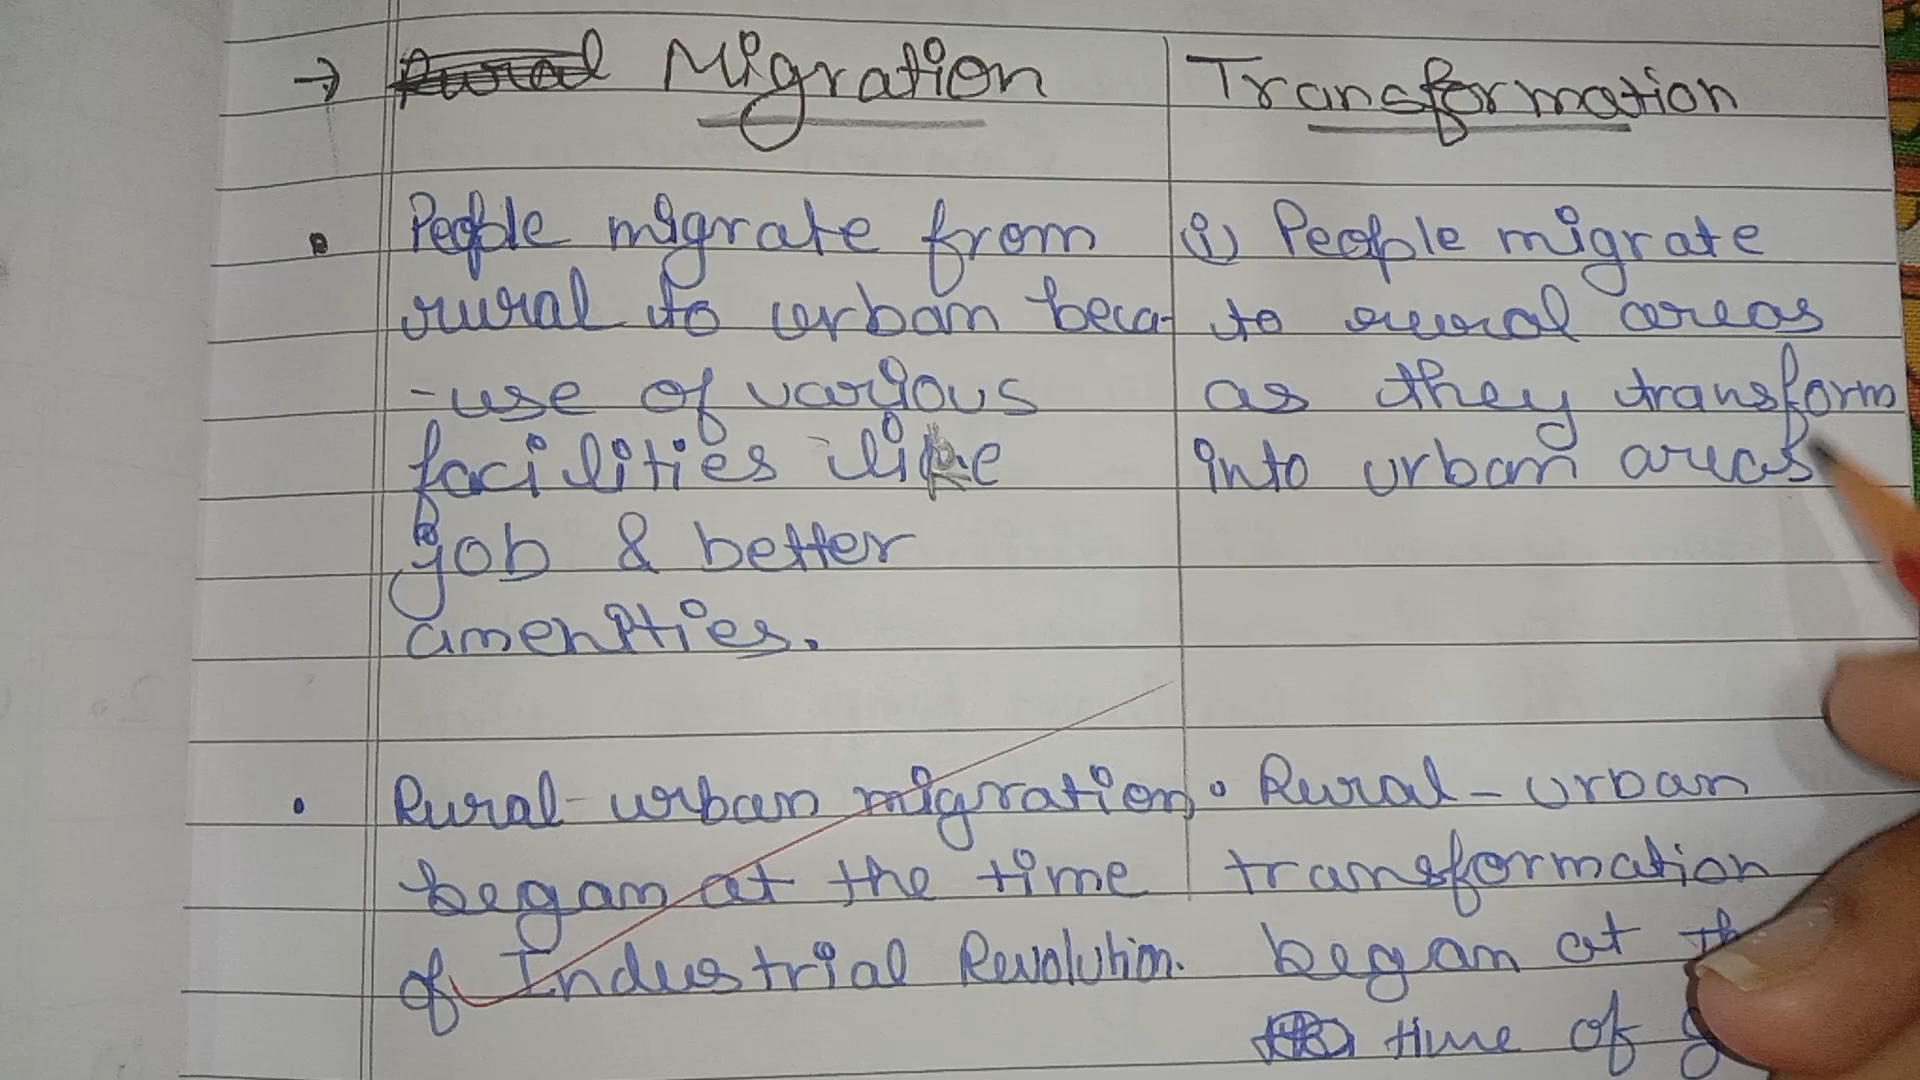 → Migration
People migrate from
rural to urban beca-
-use of various
facilities like
job & better
amenities.
Rural-urban migration
began at the time
of Industrial Revolution.
Transformation
(i) People migrate
to rural areas
as they transform
into urban areas
• Rural-urban
transformation
began at
time of